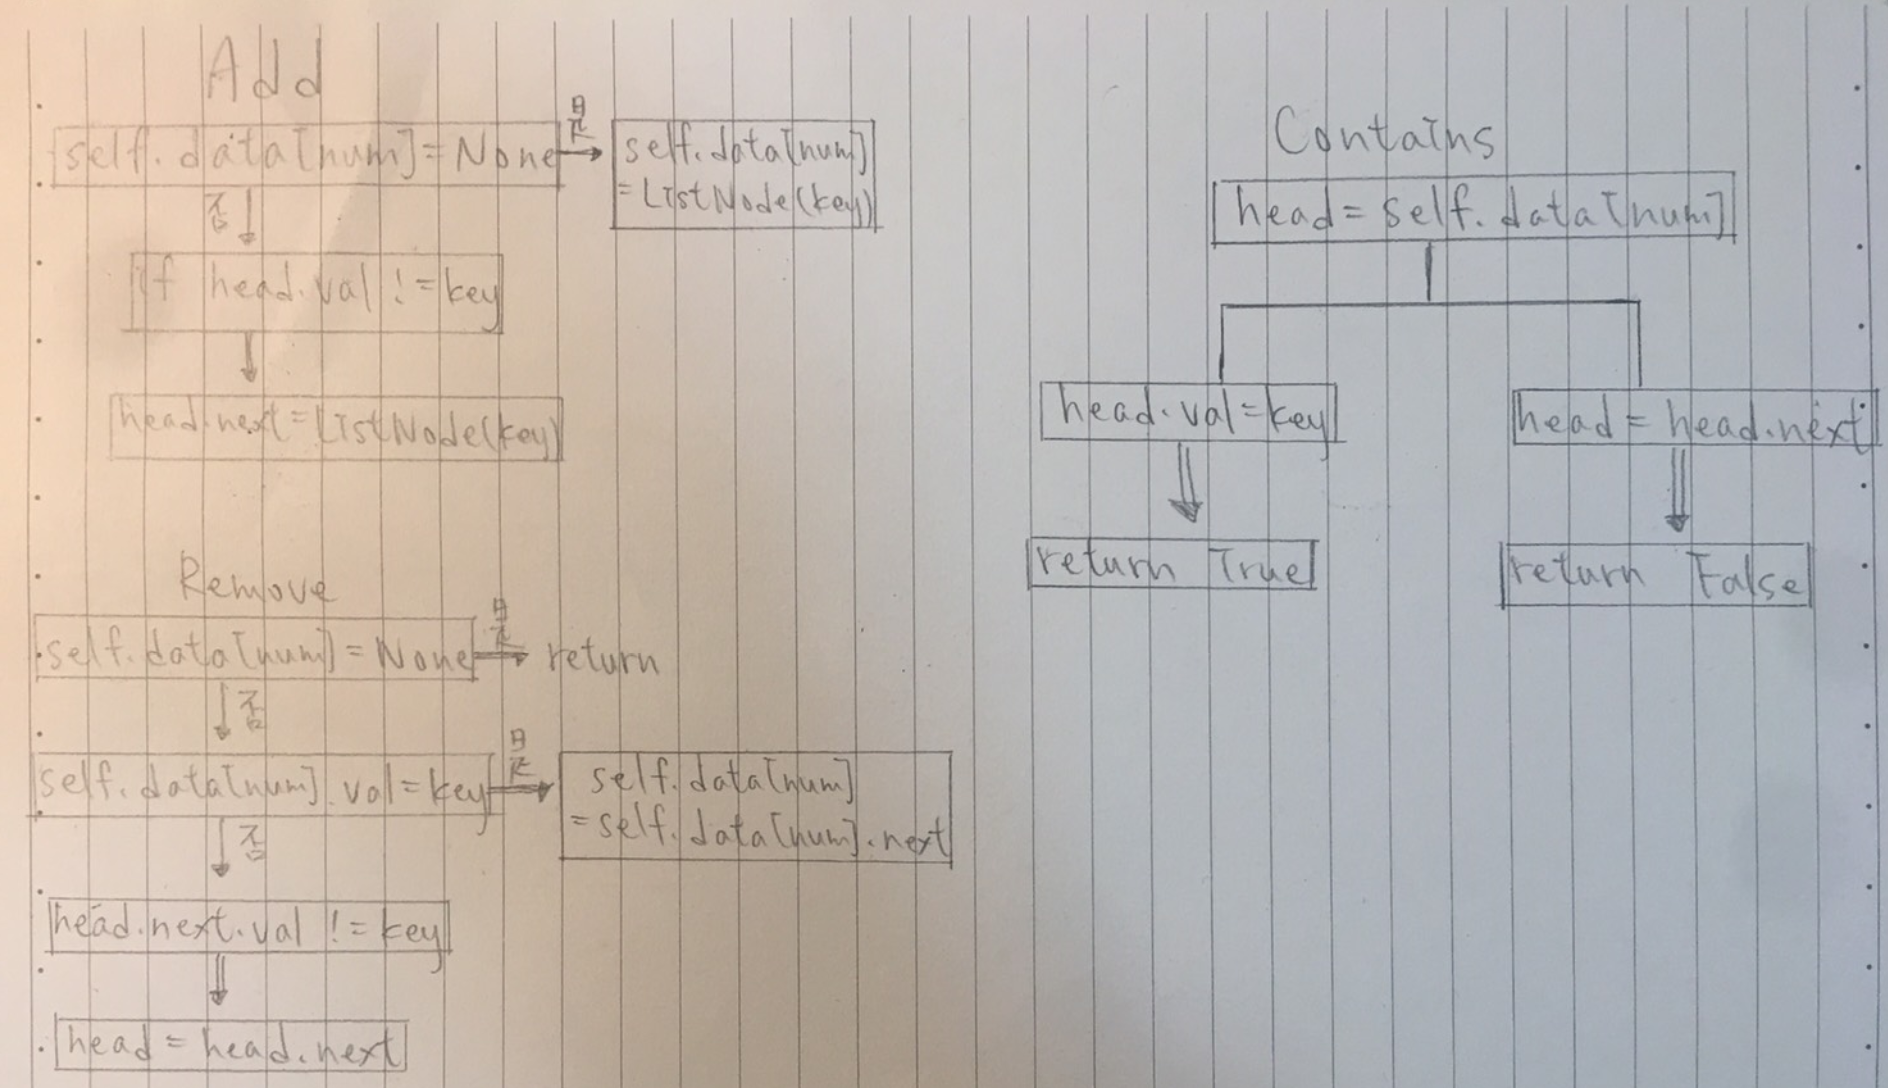 Add
self.data[num]=None
是
self.data[num]
=ListNode(key)
否
if head.val !=key
head.next=ListNode(key)
Remove
self.data[num]=None
是
return
否
self.data[num].val=key
是
self.data[num]
=self.data[num].next
否
head.next.val !=key
head=head.next
Contains
head=self.data[num]
head.val=key
head=head.next
return True
return False